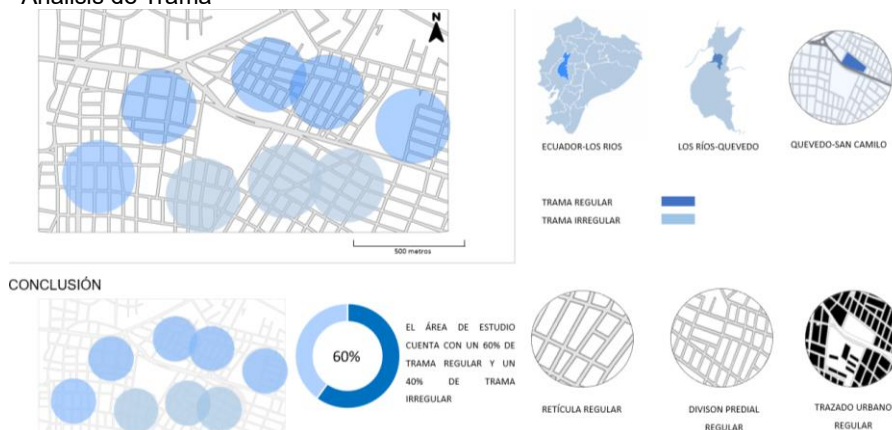 Análisis de Trama
N
500 metros
ECUADOR-LOS RIOS
LOS RÍOS-QUEVEDO
QUEVEDO-SAN CAMILO
TRAMA REGULAR
TRAMA IRREGULAR
CONCLUSIÓN
60%
EL ÁREA DE ESTUDIO
CUENTA CON UN 60% DE
TRAMA REGULAR Y UN
40% DE TRAMA
IRREGULAR
RETÍCULA REGULAR
DIVISON PREDIAL
REGULAR
TRAZADO URBANO
REGULAR